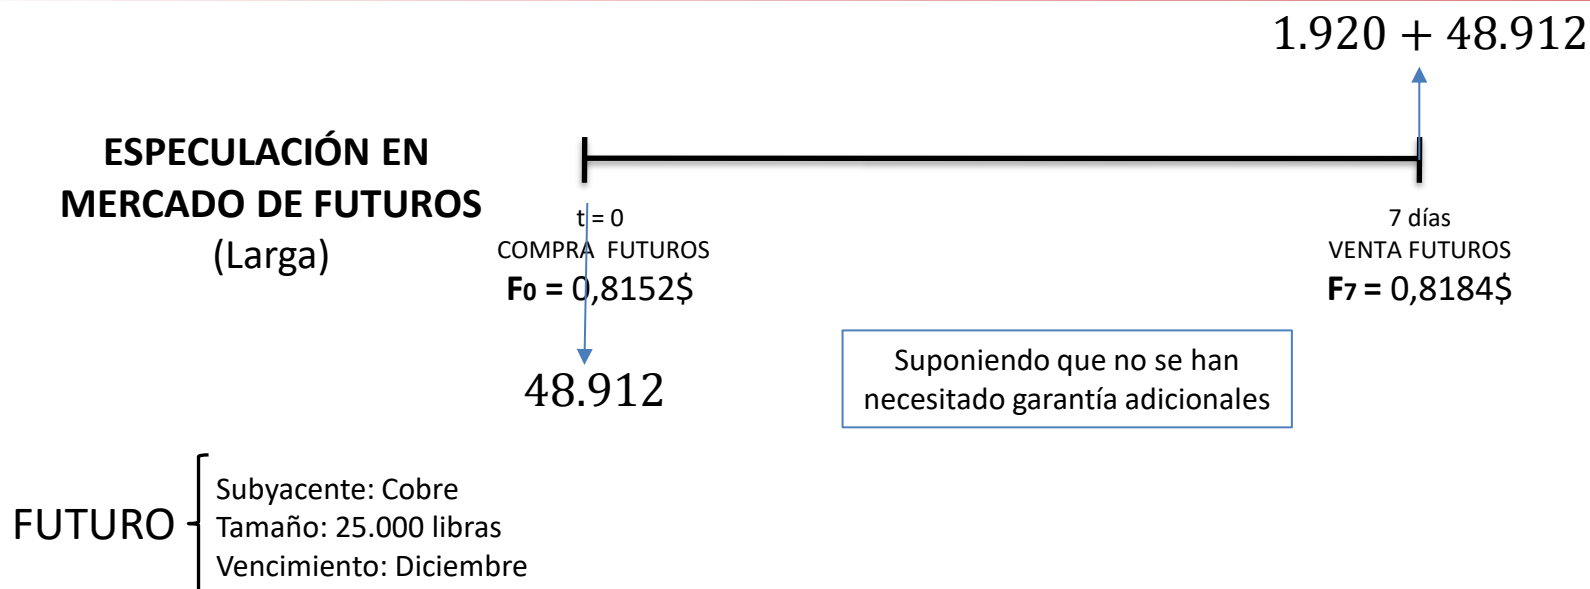 1.920 + 48.912
ESPECULACIÓN EN
MERCADO DE FUTUROS
(Larga)
t = 0
COMPRA FUTUROS
F0 = 0,8152$
48.912
7 días
VENTA FUTUROS
F7 = 0,8184$
Suponiendo que no se han
necesitado garantía adicionales
FUTURO
Subyacente: Cobre
Tamaño: 25.000 libras
Vencimiento: Diciembre